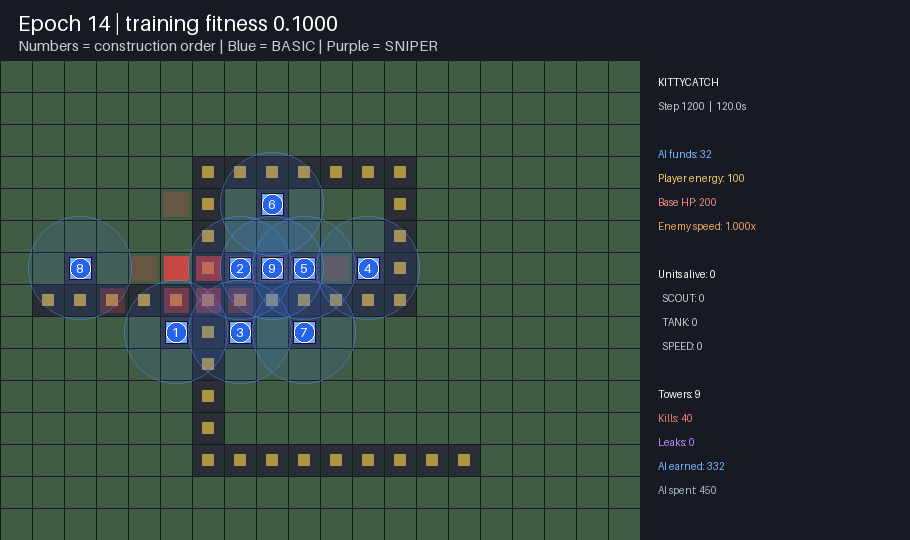 Epoch 14 | training fitness 0.1000
Numbers = construction order | Blue = BASIC | Purple = SNIPER
KITTYCATCH
Step 1200 | 120.0s
AI funds: 32
Player energy: 100
Base HP: 200
Enemy speed: 1.000x
Units alive: 0
SCOUT: 0
TANK: 0
SPEED: 0
Towers: 9
Kills: 40
Leaks: 0
AI earned: 332
AI spent: 450
6
8
2
9
5
4
1
3
7